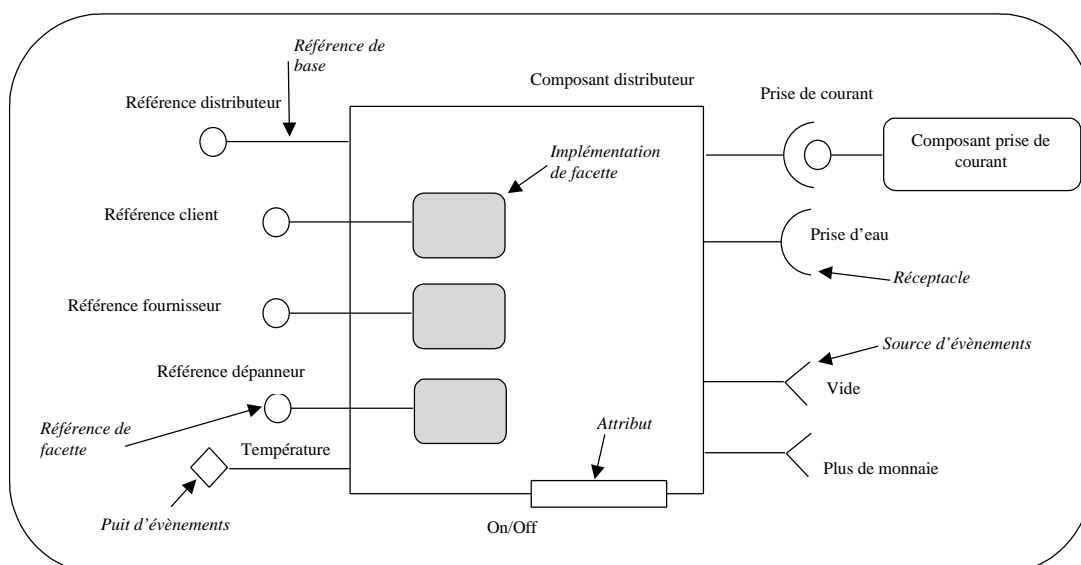 Référence de
base
Composant distributeur
Prise de courant
Référence distributeur
Composant prise de
courant
Implémentation
de facette
Référence client
Prise d’eau
Réceptacle
Référence fournisseur
Source d’évènements
Référence dépanneur
Vide
Référence de
facette
Attribut
Température
Plus de monnaie
Puit d’évènements
On/Off